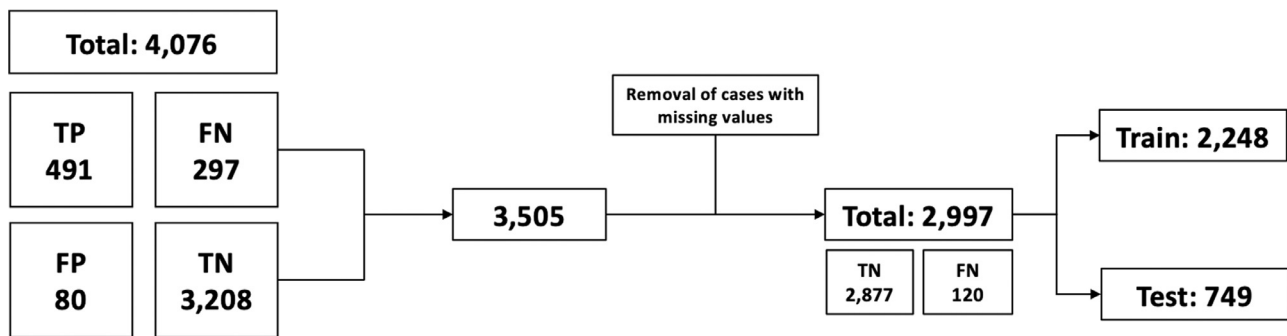 Total: 4,076
TP
491
FN
297
FP
80
TN
3,208
3,505
Removal of cases with
missing values
Total: 2,997
TN
2,877
FN
120
Train: 2,248
Test: 749